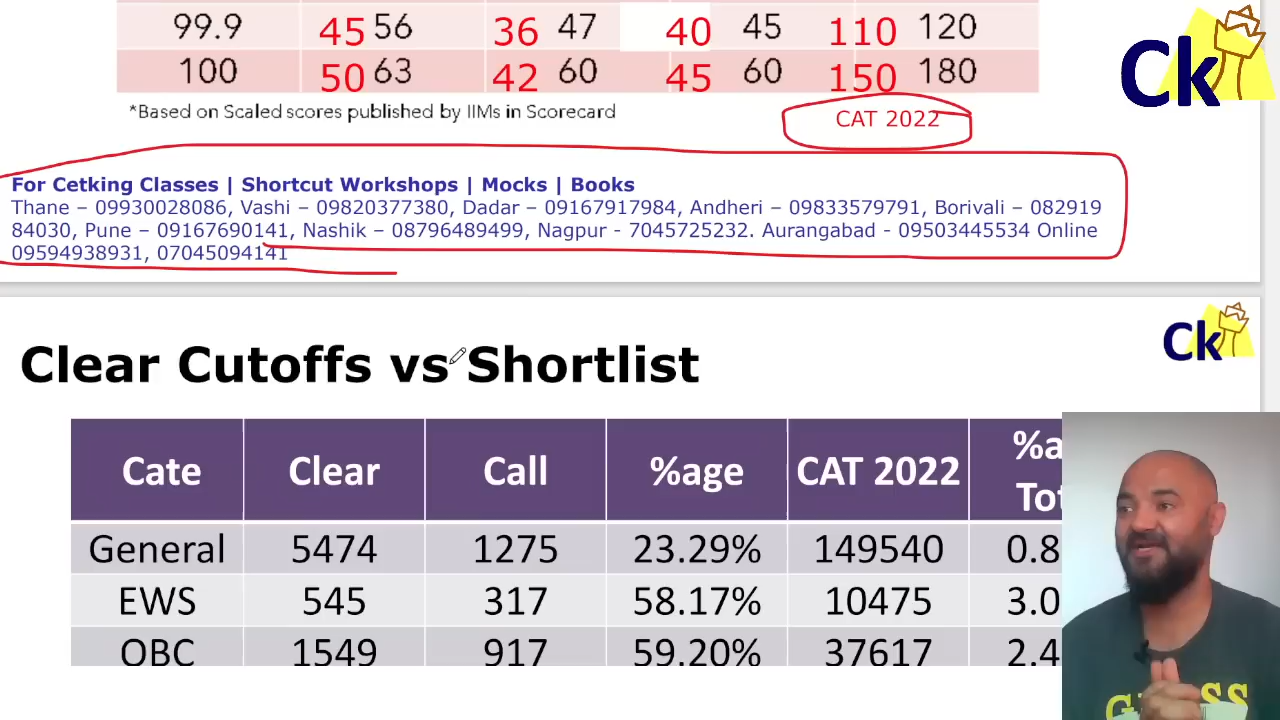 99.9 45 56 36 47 40 45 110 120
100 50 63 42 60 45 60 150 180
*Based on Scaled scores published by IIMs in Scorecard
CAT 2022
Ck
For Cetking Classes | Shortcut Workshops | Mocks | Books
Thane – 09930028086, Vashi – 09820377380, Dadar – 09167917984, Andheri – 09833579791, Borivali – 082919
84030, Pune – 09167690141, Nashik – 08796489499, Nagpur - 7045725232. Aurangabad - 09503445534 Online
09594938931, 07045094141
Clear Cutoffs vs Shortlist
Ck
Cate Clear Call %age CAT 2022
General 5474 1275 23.29% 149540 0.8
EWS 545 317 58.17% 10475 3.0
OBC 1549 917 59.20% 37617 2.4